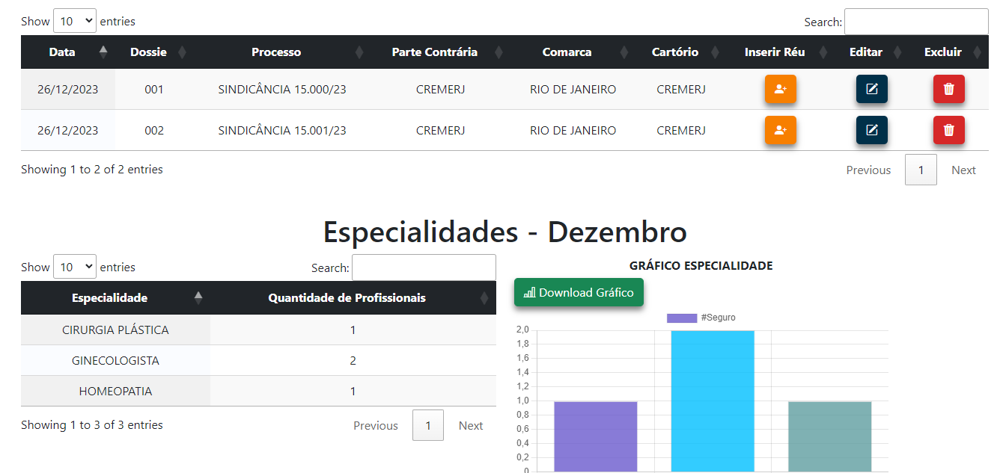 Show 10 entries Search:
Data Dossie Processo Parte Contrária Comarca Cartório Inserir Réu Editar Excluir
26/12/2023 001 SINDICÂNCIA 15.000/23 CREMERJ RIO DE JANEIRO CREMERJ
26/12/2023 002 SINDICÂNCIA 15.001/23 CREMERJ RIO DE JANEIRO CREMERJ
Showing 1 to 2 of 2 entries Previous 1 Next
Especialidades - Dezembro
Show 10 entries Search:
Especialidade Quantidade de Profissionais
CIRURGIA PLÁSTICA 1
GINECOLOGISTA 2
HOMEOPATIA 1
Showing 1 to 3 of 3 entries Previous 1 Next
GRÁFICO ESPECIALIDADE
Download Gráfico
#Seguro
2,0
1,8
1,6
1,4
1,2
1,0
0,8
0,6
0,4
0,2
0